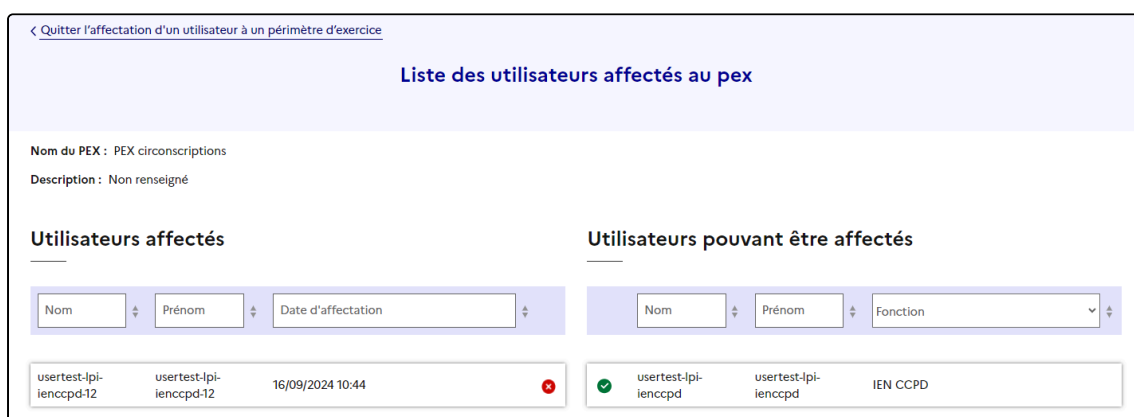 Quitter l'affectation d'un utilisateur à un périmètre d'exercice
Liste des utilisateurs affectés au pex
Nom du PEX : PEX circonscriptions
Description : Non renseigné
Utilisateurs affectés
Nom Prénom Date d'affectation
usertest-lpi- usertest-lpi- 16/09/2024 10:44
ienccpd-12 ienccpd-12
Utilisateurs pouvant être affectés
Nom Prénom Fonction
usertest-lpi- usertest-lpi- IEN CCPD
ienccpd ienccpd